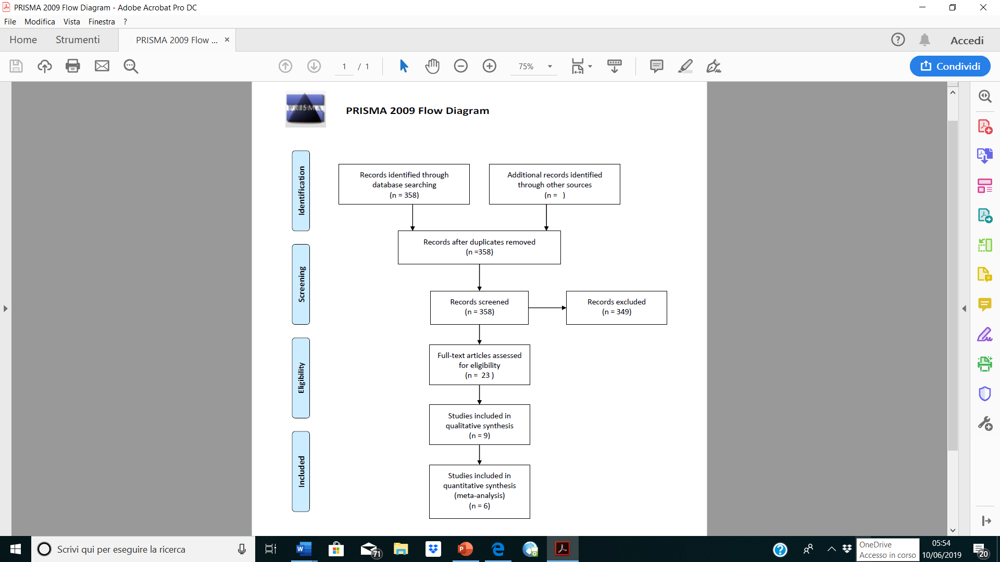 PRISMA 2009 Flow Diagram - Adobe Acrobat Pro DC
File Modifica Vista Finestra ?
Home Strumenti PRISMA 2009 Flow ... × ? Accedi
1 / 1 75% Condividi
PRISMA
PRISMA 2009 Flow Diagram
Identification
Records identified through
database searching
(n = 358)
Additional records identified
through other sources
(n =   )
Records after duplicates removed
(n =358)
Screening
Records screened
(n = 358)
Records excluded
(n = 349)
Eligibility
Full-text articles assessed
for eligibility
(n =  23 )
Studies included in
qualitative synthesis
(n = 9)
Included
Studies included in
quantitative synthesis
(meta-analysis)
(n = 6)
Scrivi qui per eseguire la ricerca
W
71
P
?
OneDrive
Accesso in corso
05:54
10/06/2019
20